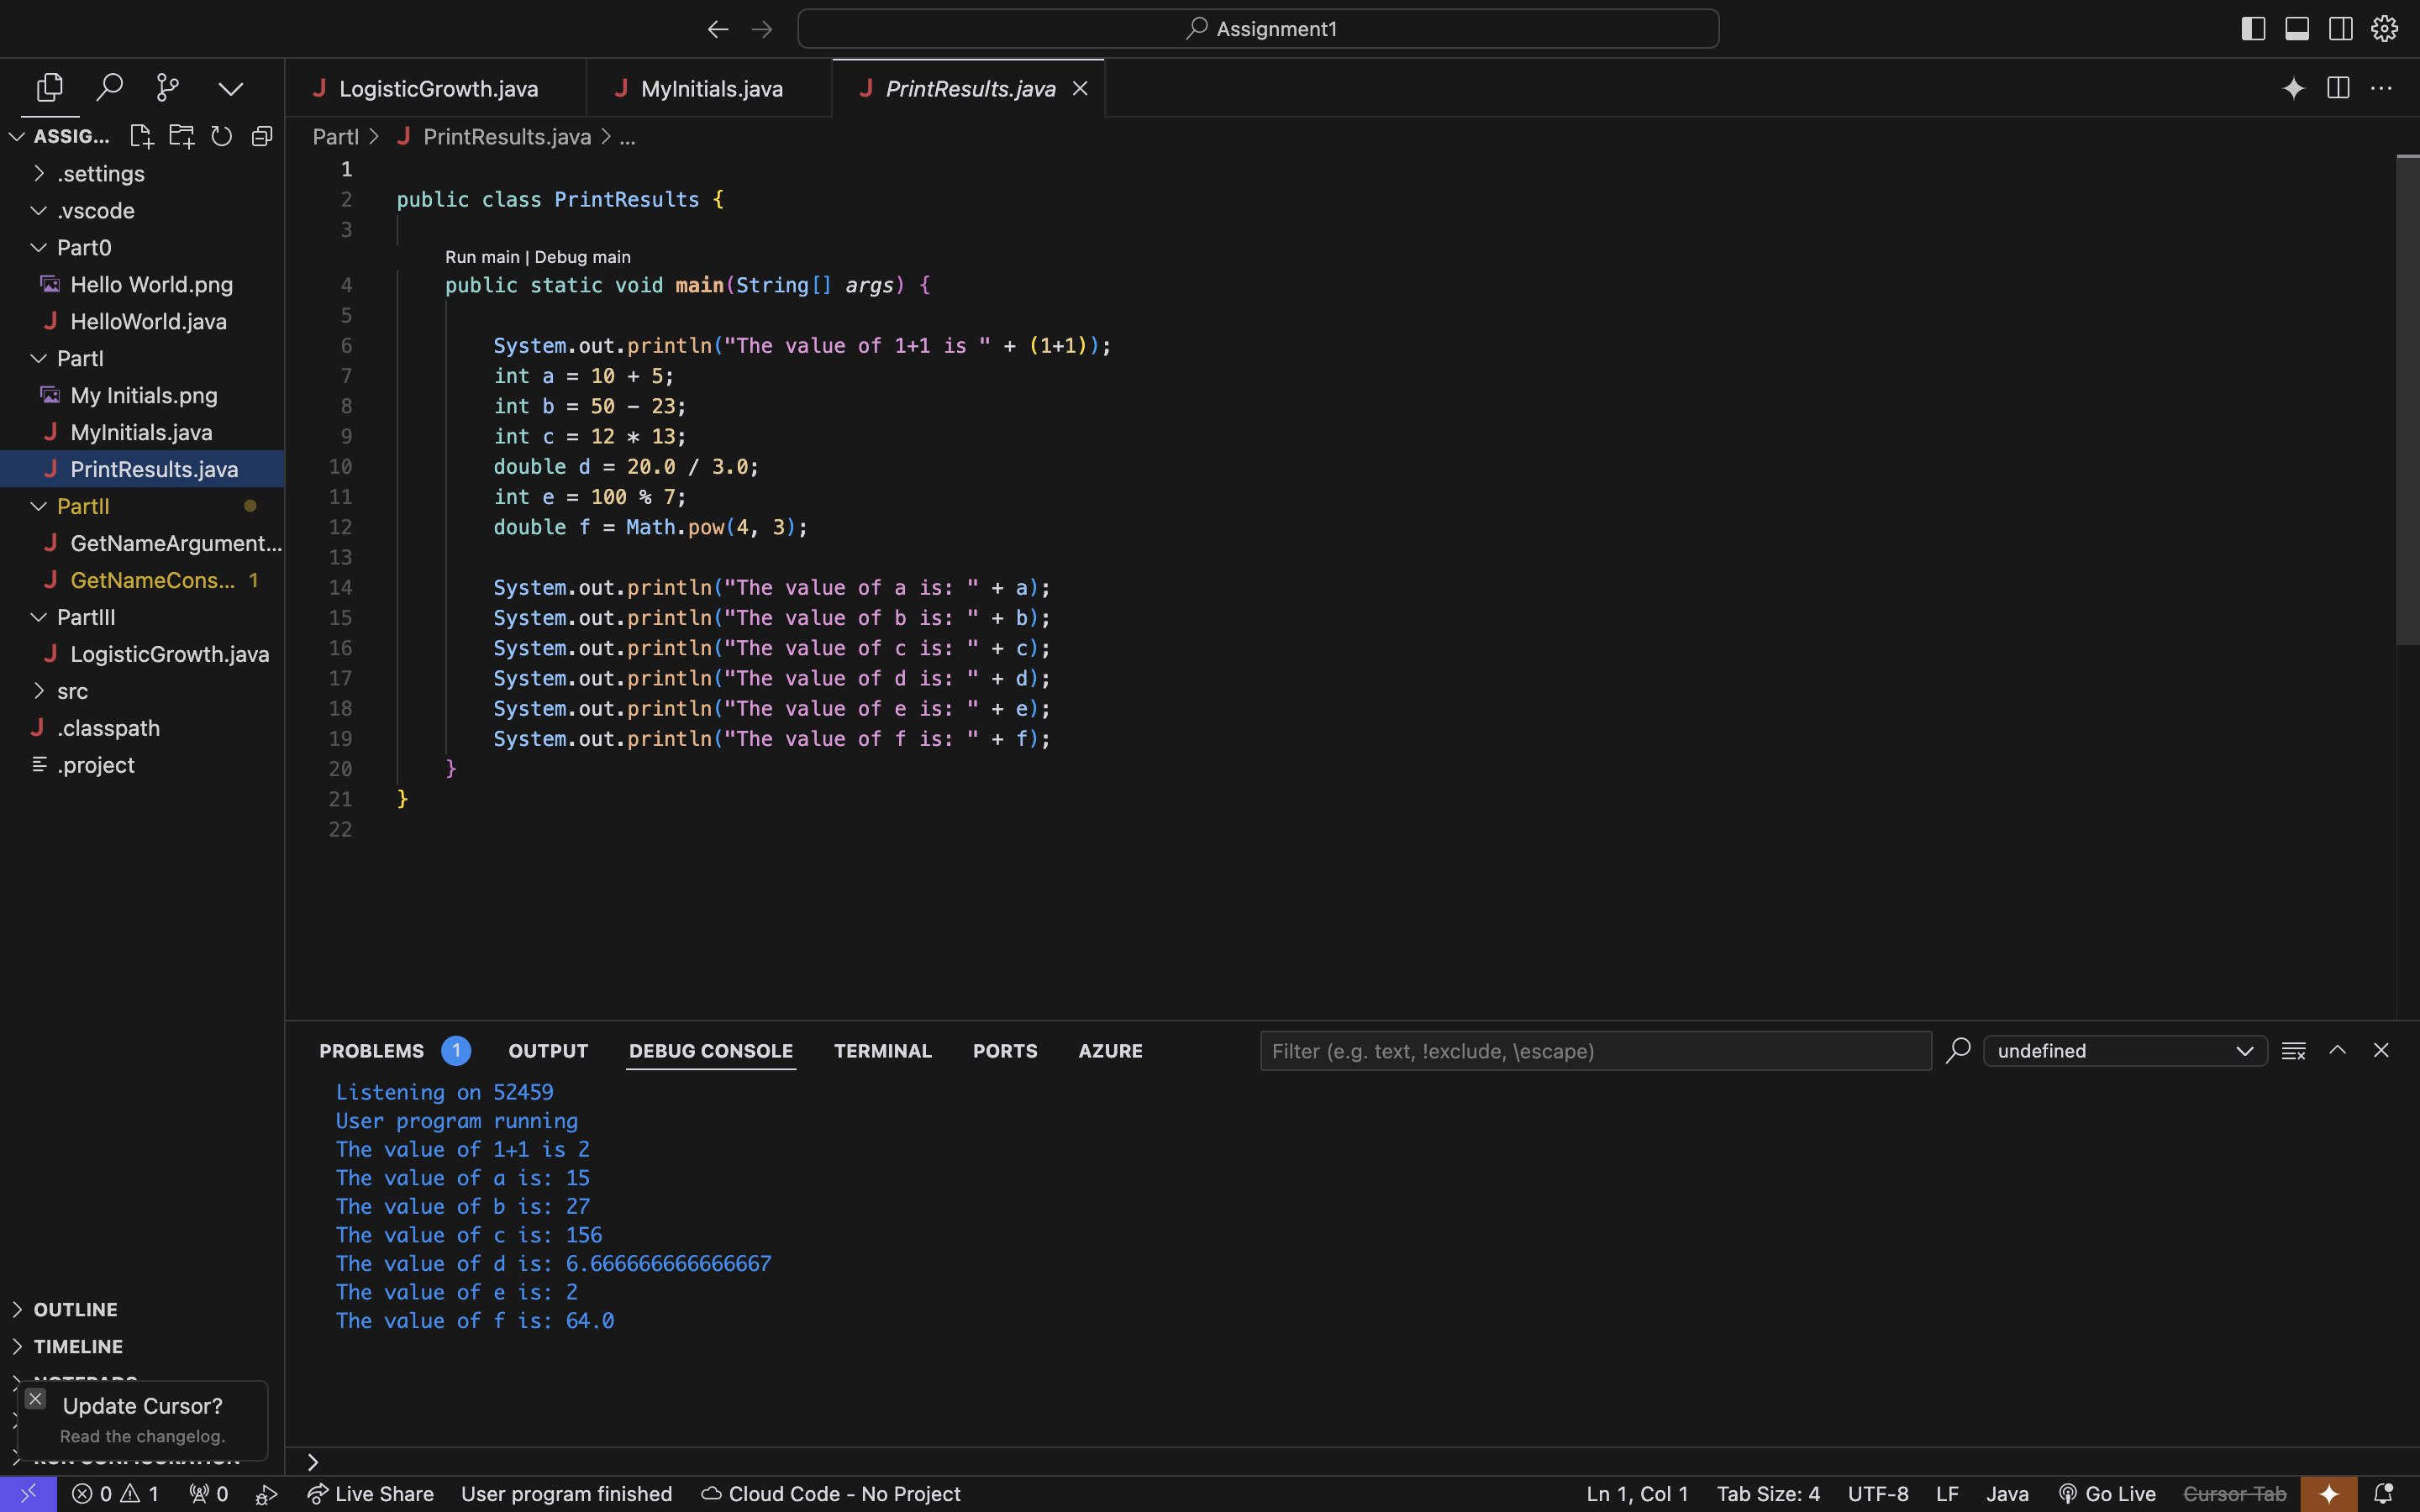 Assignment1
LogisticGrowth.java
MyInitials.java
PrintResults.java
ASSIG...
PartI > PrintResults.java > ...
.settings
.vscode
Part0
Hello World.png
HelloWorld.java
PartI
My Initials.png
MyInitials.java
PrintResults.java
PartII
GetNameArgument...
GetNameCons... 1
PartIII
LogisticGrowth.java
src
.classpath
.project
OUTLINE
TIMELINE
Update Cursor?
Read the changelog.
1
2 public class PrintResults {
3
Run main | Debug main
4 public static void main(String[] args) {
5
6 System.out.println("The value of 1+1 is " + (1+1));
7 int a = 10 + 5;
8 int b = 50 - 23;
9 int c = 12 * 13;
10 double d = 20.0 / 3.0;
11 int e = 100 % 7;
12 double f = Math.pow(4, 3);
13
14 System.out.println("The value of a is: " + a);
15 System.out.println("The value of b is: " + b);
16 System.out.println("The value of c is: " + c);
17 System.out.println("The value of d is: " + d);
18 System.out.println("The value of e is: " + e);
19 System.out.println("The value of f is: " + f);
20 }
21 }
22
PROBLEMS 1 OUTPUT DEBUG CONSOLE TERMINAL PORTS AZURE
Filter (e.g. text, !exclude, \escape)
undefined
Listening on 52459
User program running
The value of 1+1 is 2
The value of a is: 15
The value of b is: 27
The value of c is: 156
The value of d is: 6.666666666666667
The value of e is: 2
The value of f is: 64.0
0 1 0 Live Share User program finished Cloud Code - No Project Ln 1, Col 1 Tab Size: 4 UTF-8 LF Java Go Live Cursor Tab